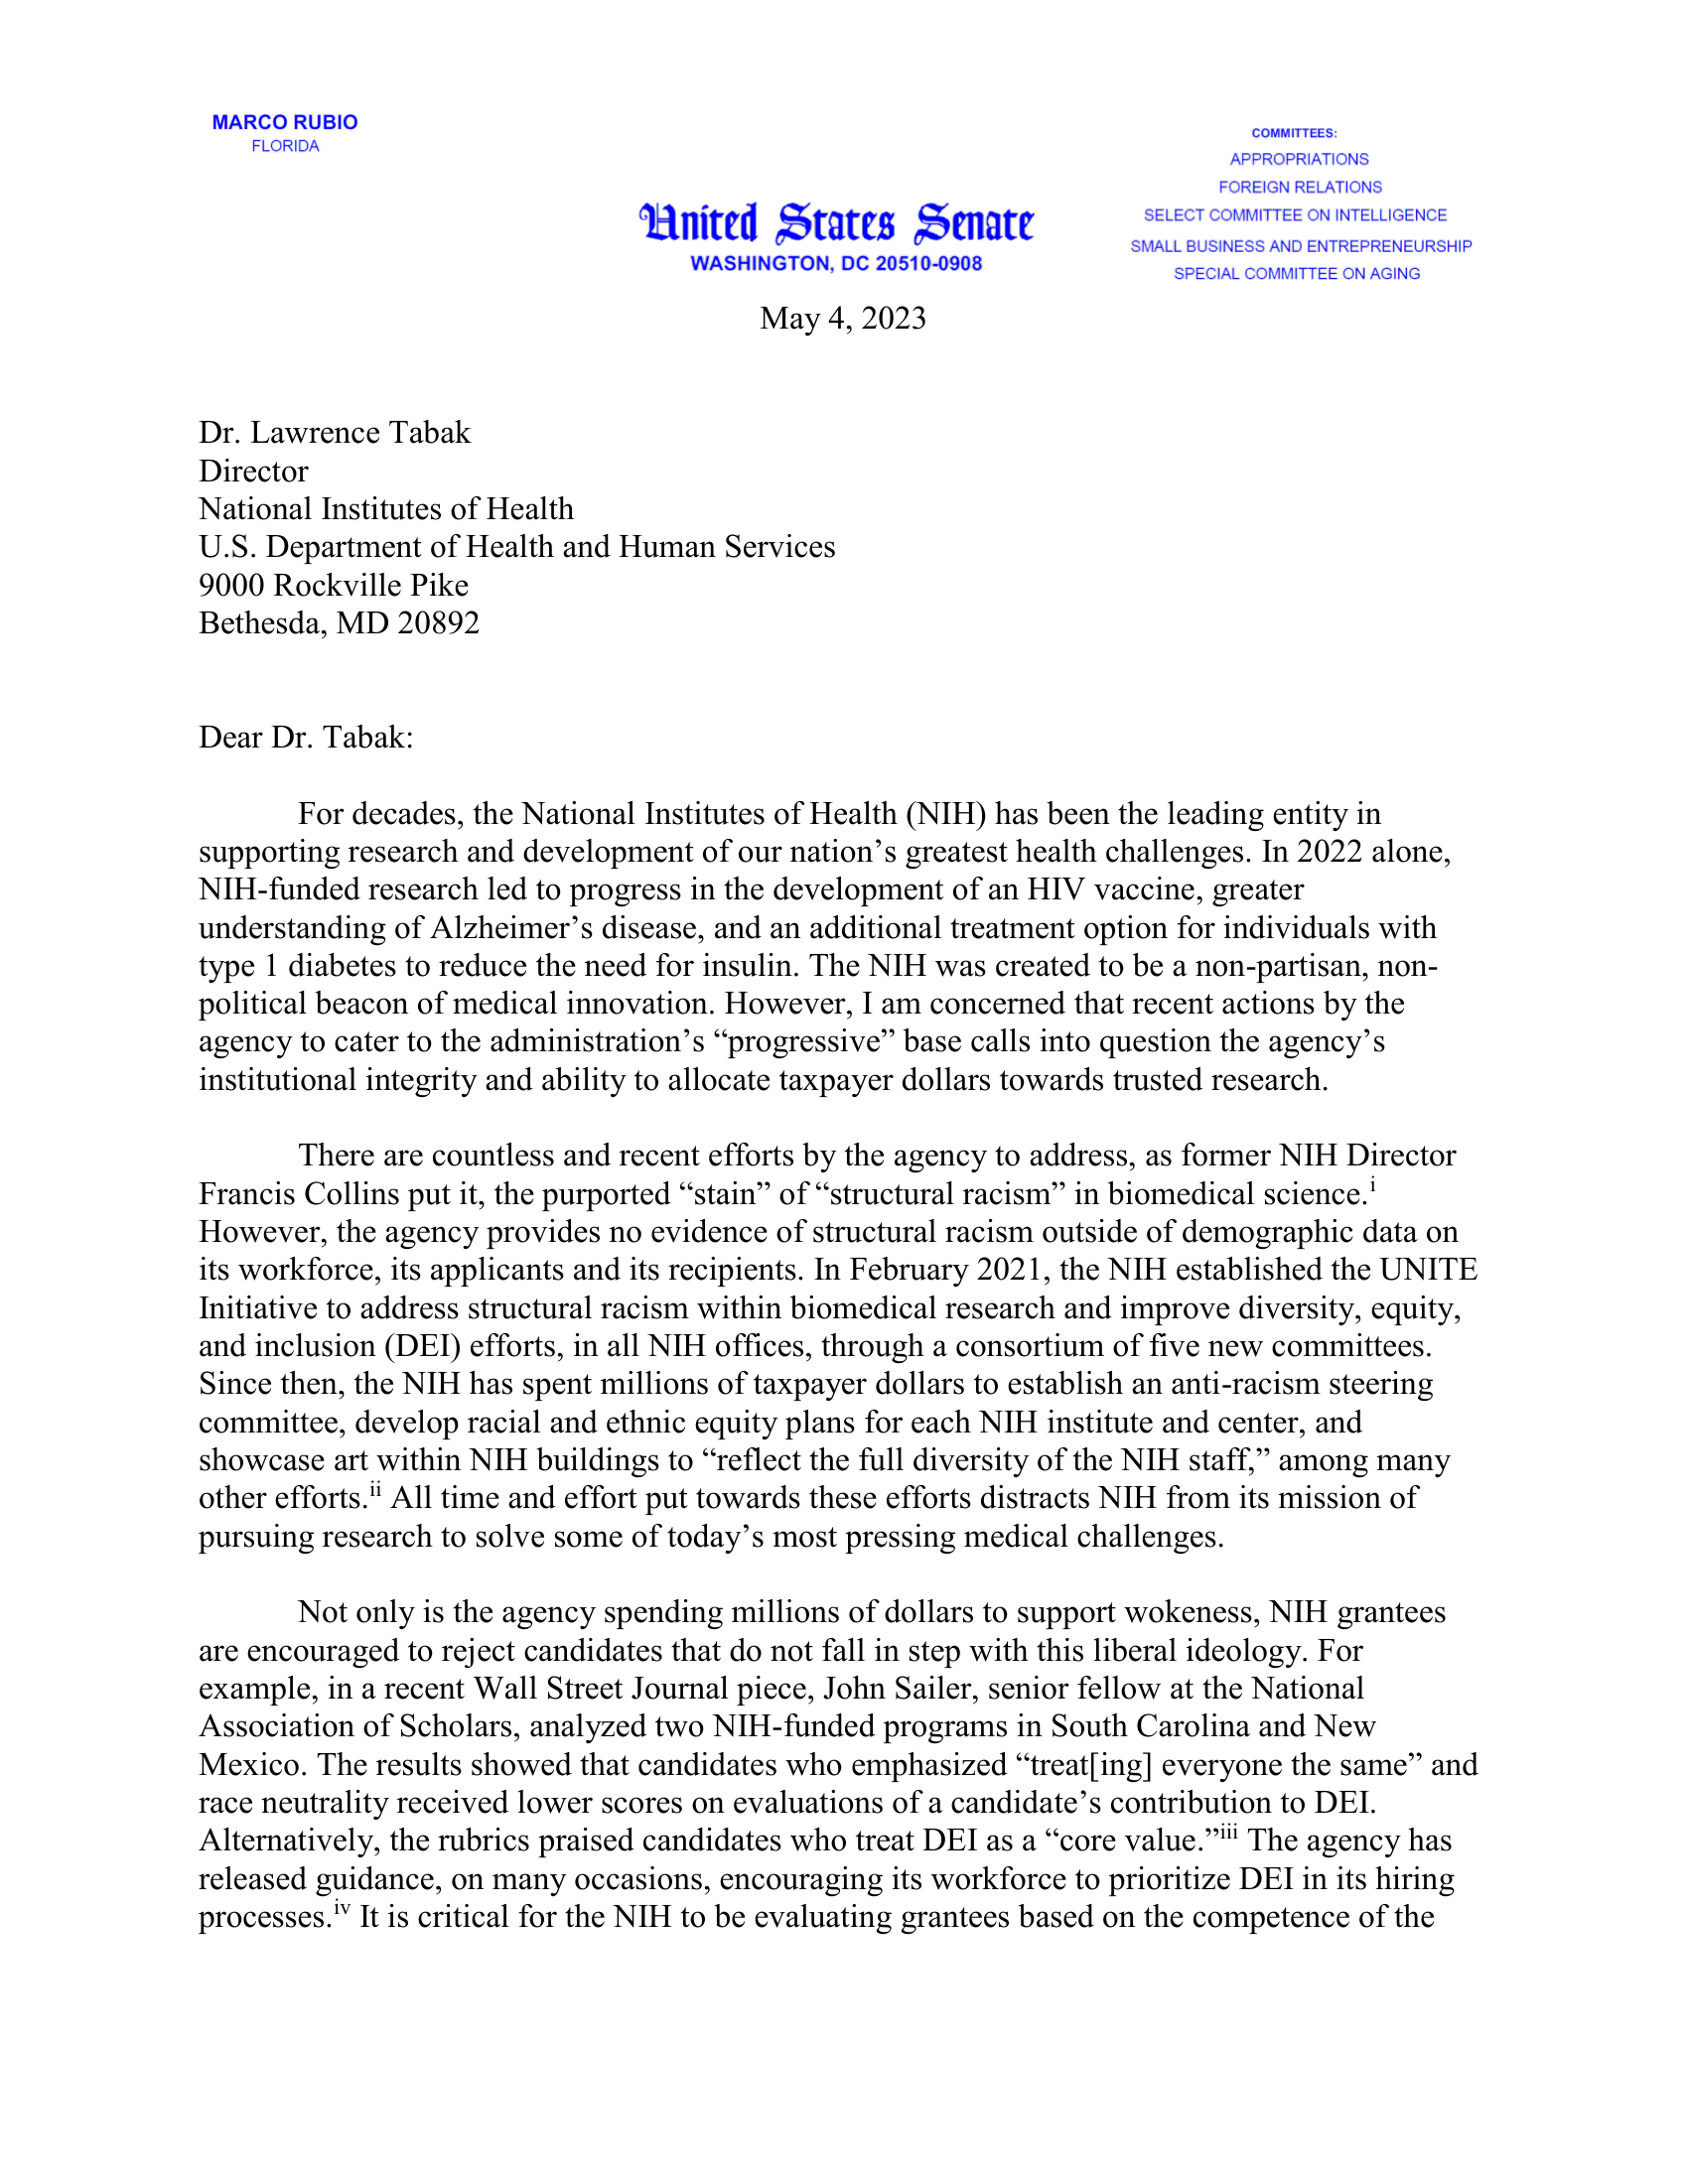 MARCO RUBIO
FLORIDA
COMMITTEES:
APPROPRIATIONS
FOREIGN RELATIONS
SELECT COMMITTEE ON INTELLIGENCE
SMALL BUSINESS AND ENTREPRENEURSHIP
SPECIAL COMMITTEE ON AGING
United States Senate
WASHINGTON, DC 20510-0908
May 4, 2023
Dr. Lawrence Tabak
Director
National Institutes of Health
U.S. Department of Health and Human Services
9000 Rockville Pike
Bethesda, MD 20892
Dear Dr. Tabak:
For decades, the National Institutes of Health (NIH) has been the leading entity in
supporting research and development of our nation’s greatest health challenges. In 2022 alone,
NIH-funded research led to progress in the development of an HIV vaccine, greater
understanding of Alzheimer’s disease, and an additional treatment option for individuals with
type 1 diabetes to reduce the need for insulin. The NIH was created to be a non-partisan, non-
political beacon of medical innovation. However, I am concerned that recent actions by the
agency to cater to the administration’s “progressive” base calls into question the agency’s
institutional integrity and ability to allocate taxpayer dollars towards trusted research.
There are countless and recent efforts by the agency to address, as former NIH Director
Francis Collins put it, the purported “stain” of “structural racism” in biomedical science.i
However, the agency provides no evidence of structural racism outside of demographic data on
its workforce, its applicants and its recipients. In February 2021, the NIH established the UNITE
Initiative to address structural racism within biomedical research and improve diversity, equity,
and inclusion (DEI) efforts, in all NIH offices, through a consortium of five new committees.
Since then, the NIH has spent millions of taxpayer dollars to establish an anti-racism steering
committee, develop racial and ethnic equity plans for each NIH institute and center, and
showcase art within NIH buildings to “reflect the full diversity of the NIH staff,” among many
other efforts.ii All time and effort put towards these efforts distracts NIH from its mission of
pursuing research to solve some of today’s most pressing medical challenges.
Not only is the agency spending millions of dollars to support wokeness, NIH grantees
are encouraged to reject candidates that do not fall in step with this liberal ideology. For
example, in a recent Wall Street Journal piece, John Sailer, senior fellow at the National
Association of Scholars, analyzed two NIH-funded programs in South Carolina and New
Mexico. The results showed that candidates who emphasized “treat[ing] everyone the same” and
race neutrality received lower scores on evaluations of a candidate’s contribution to DEI.
Alternatively, the rubrics praised candidates who treat DEI as a “core value.”iii The agency has
released guidance, on many occasions, encouraging its workforce to prioritize DEI in its hiring
processes.iv It is critical for the NIH to be evaluating grantees based on the competence of the